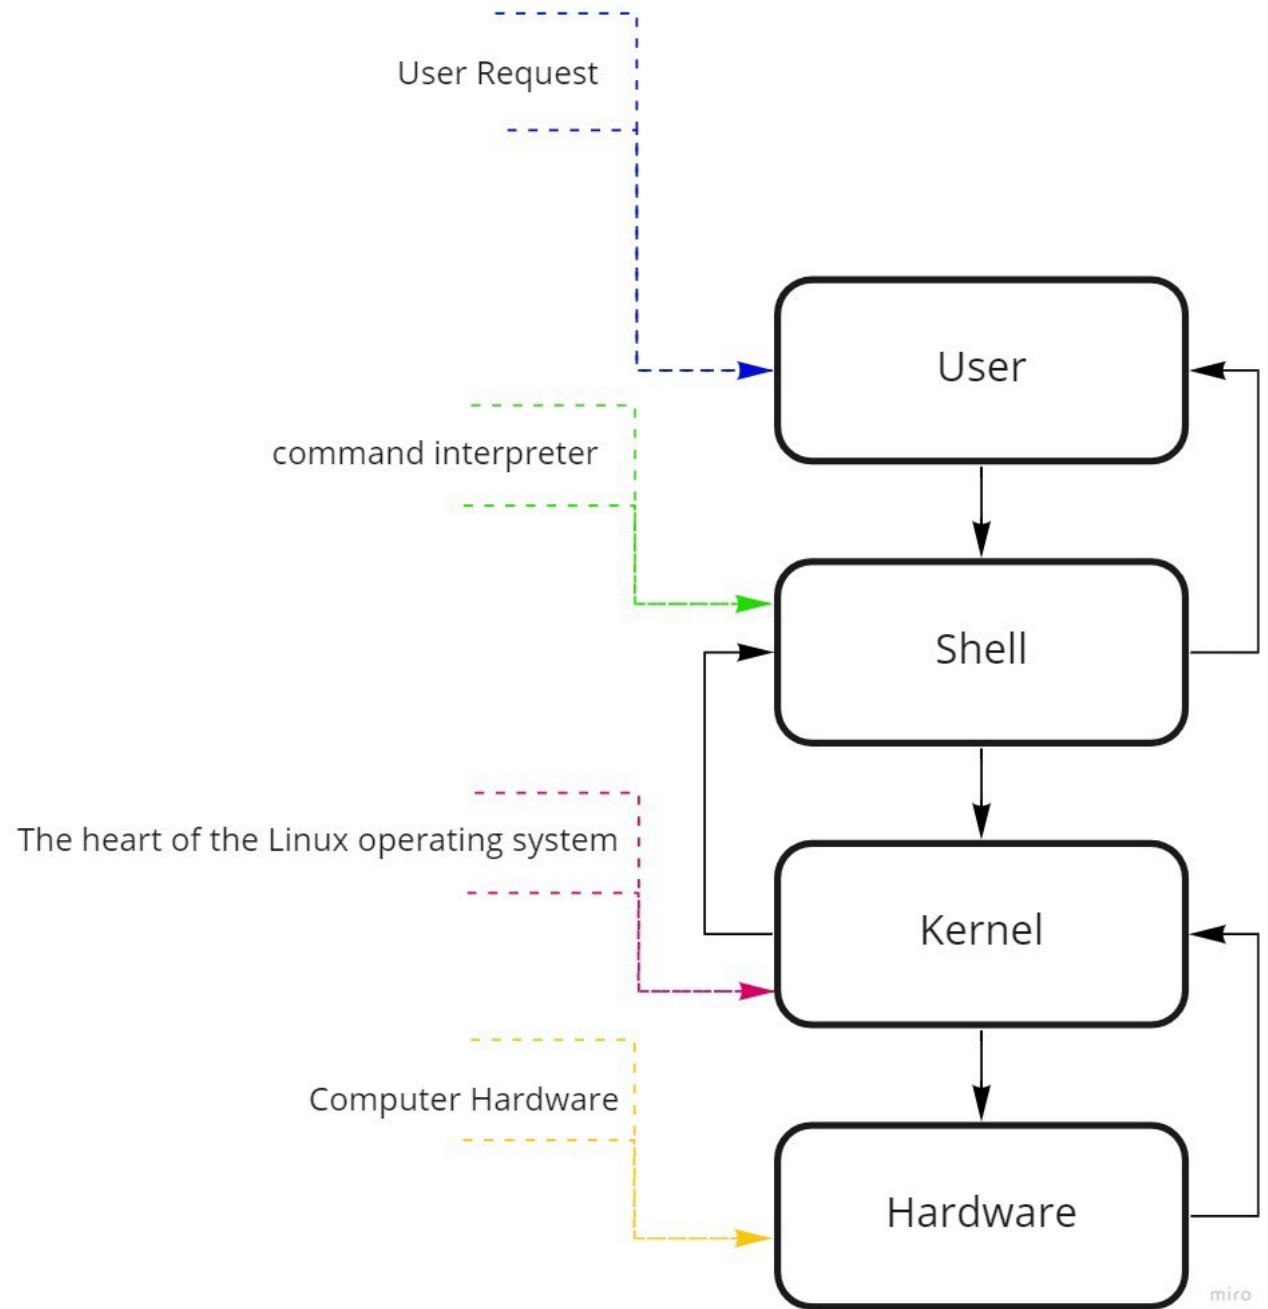 User Request
User
command interpreter
Shell
The heart of the Linux operating system
Kernel
Computer Hardware
Hardware
miro